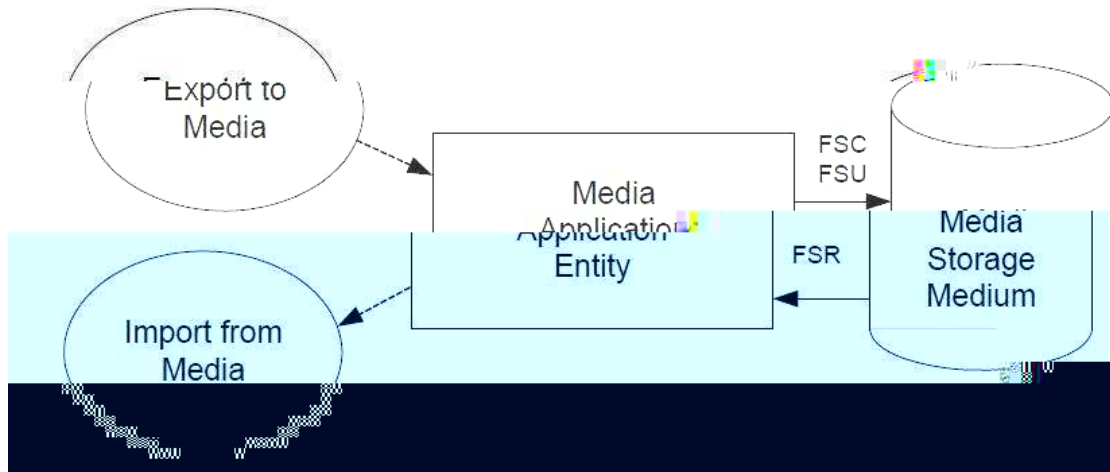 Export to
Media
Media
Application
Entity
FSC
FSU
FSR
Media
Storage
Medium
Import from
Media